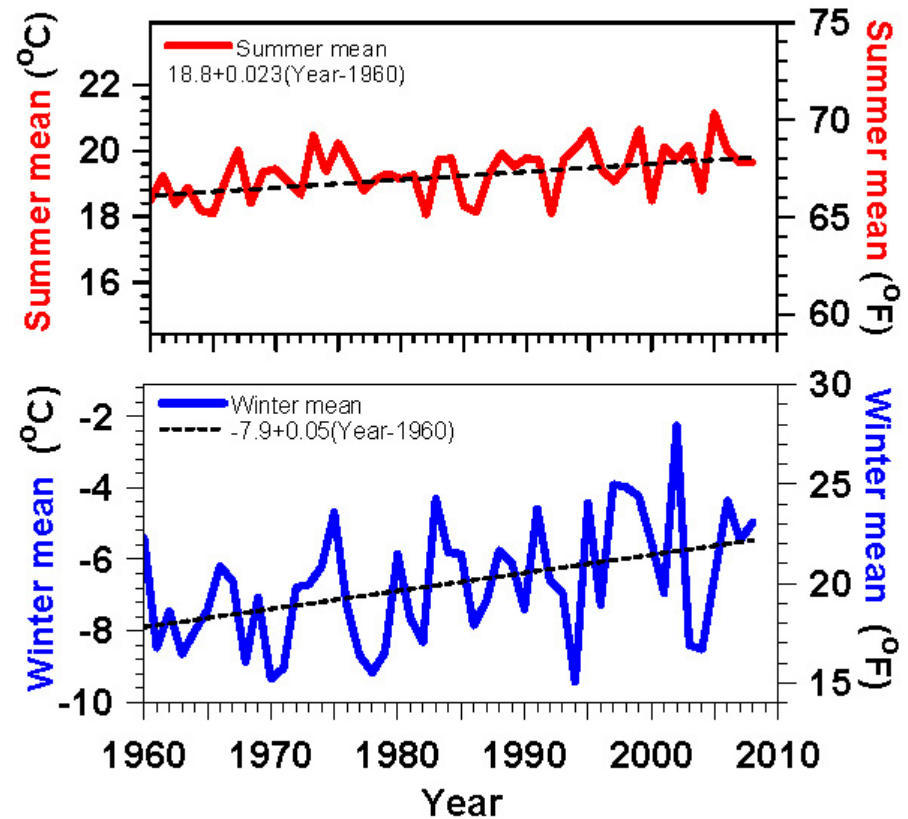 Summer mean (°C)
22
20
18
16
Summer mean
18.8+0.023(Year-1960)
75
70
65
60
Summer mean (°F)
Winter mean (°C)
-2
-4
-6
-8
-10
Winter mean
-7.9+0.05(Year-1960)
30
25
20
15
Winter mean (°F)
1960 1970 1980 1990 2000 2010
Year